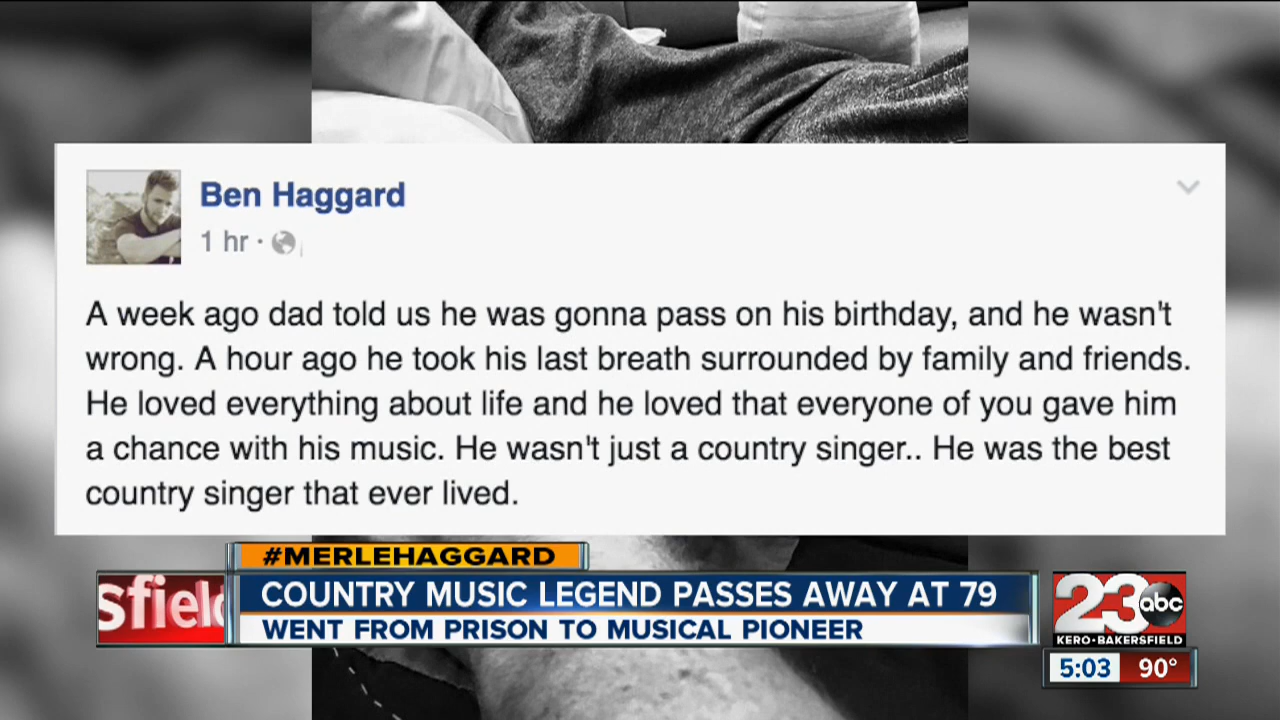 Ben Haggard
1 hr ·
A week ago dad told us he was gonna pass on his birthday, and he wasn't
wrong. A hour ago he took his last breath surrounded by family and friends.
He loved everything about life and he loved that everyone of you gave him
a chance with his music. He wasn't just a country singer.. He was the best
country singer that ever lived.
#MERLEHAGGARD
sfield
COUNTRY MUSIC LEGEND PASSES AWAY AT 79
WENT FROM PRISON TO MUSICAL PIONEER
23 abc
KERO•BAKERSFIELD
5:03 90°